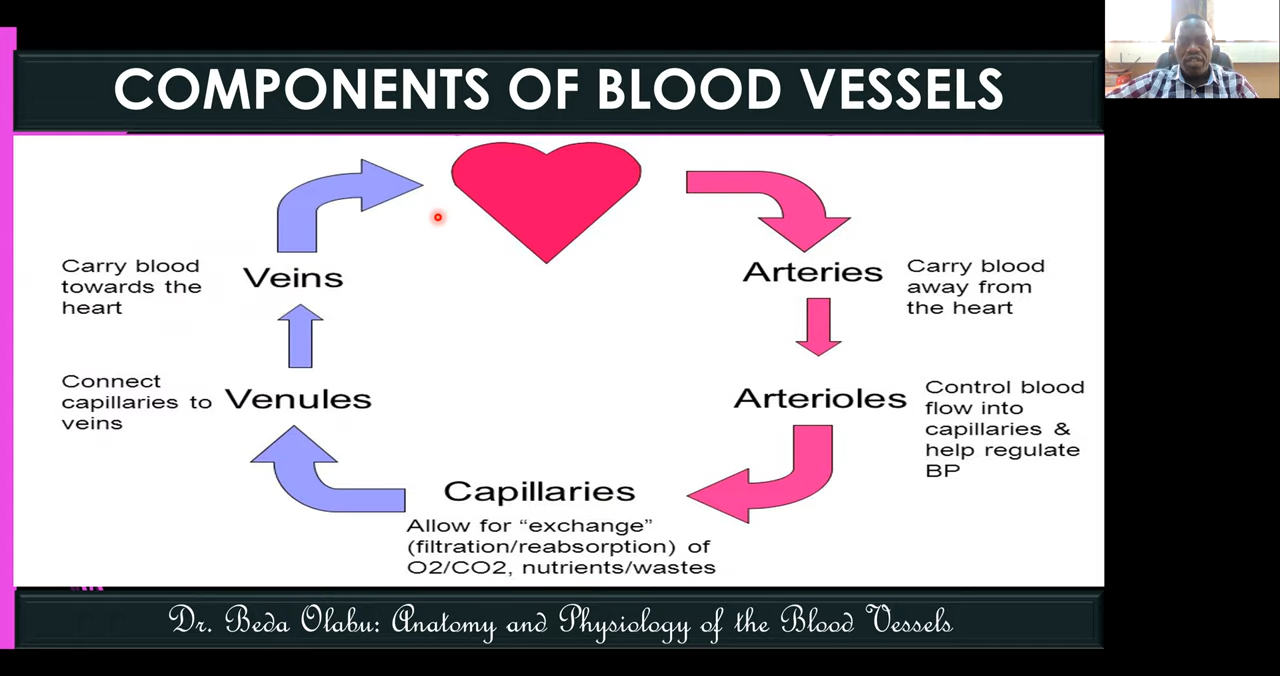 COMPONENTS OF BLOOD VESSELS
Carry blood
towards the
heart
Veins
Arteries
Carry blood
away from
the heart
Connect
capillaries to
veins
Venules
Arterioles
Control blood
flow into
capillaries &
help regulate
BP
Capillaries
Allow for “exchange”
(filtration/reabsorption) of
O2/CO2, nutrients/wastes
Dr. Beda Olabu: Anatomy and Physiology of the Blood Vessels